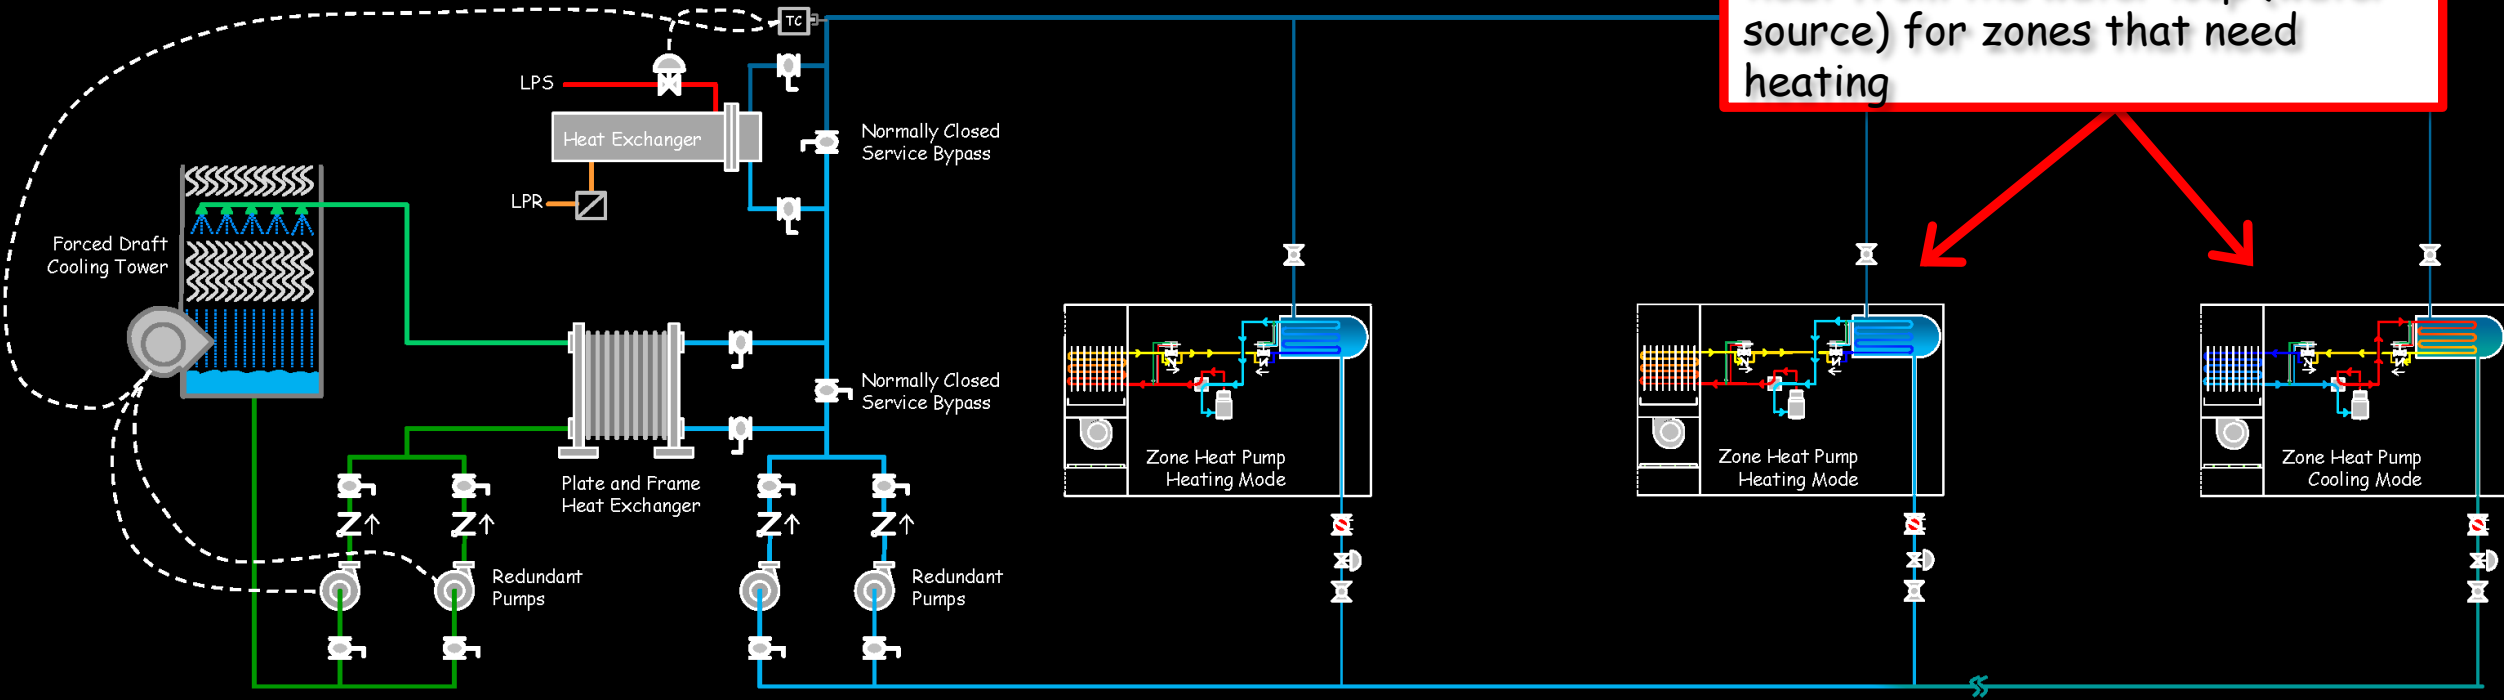 TC
source) for zones that need
heating
LPS
Heat Exchanger
Normally Closed
Service Bypass
LPR
Forced Draft
Cooling Tower
Normally Closed
Service Bypass
Plate and Frame
Heat Exchanger
Zone Heat Pump
Heating Mode
Zone Heat Pump
Heating Mode
Zone Heat Pump
Cooling Mode
Redundant
Pumps
Redundant
Pumps